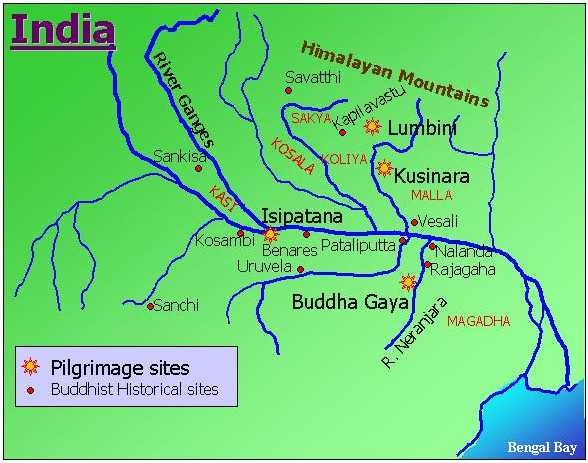 India
Himalayan Mountains
River Ganges
Savatthi
SAKYA
Kapilavastu
Lumbini
KOSALA
KOLIYA
Sankisa
Kusinara
MALLA
KASI
Isipatana
Vesali
Kosambi
Benares
Pataliputta
Nalanda
Uruvela
Rajagaha
Sanchi
Buddha Gaya
R. Neranjara
MAGADHA
Pilgrimage sites
Buddhist Historical sites
Bengal Bay